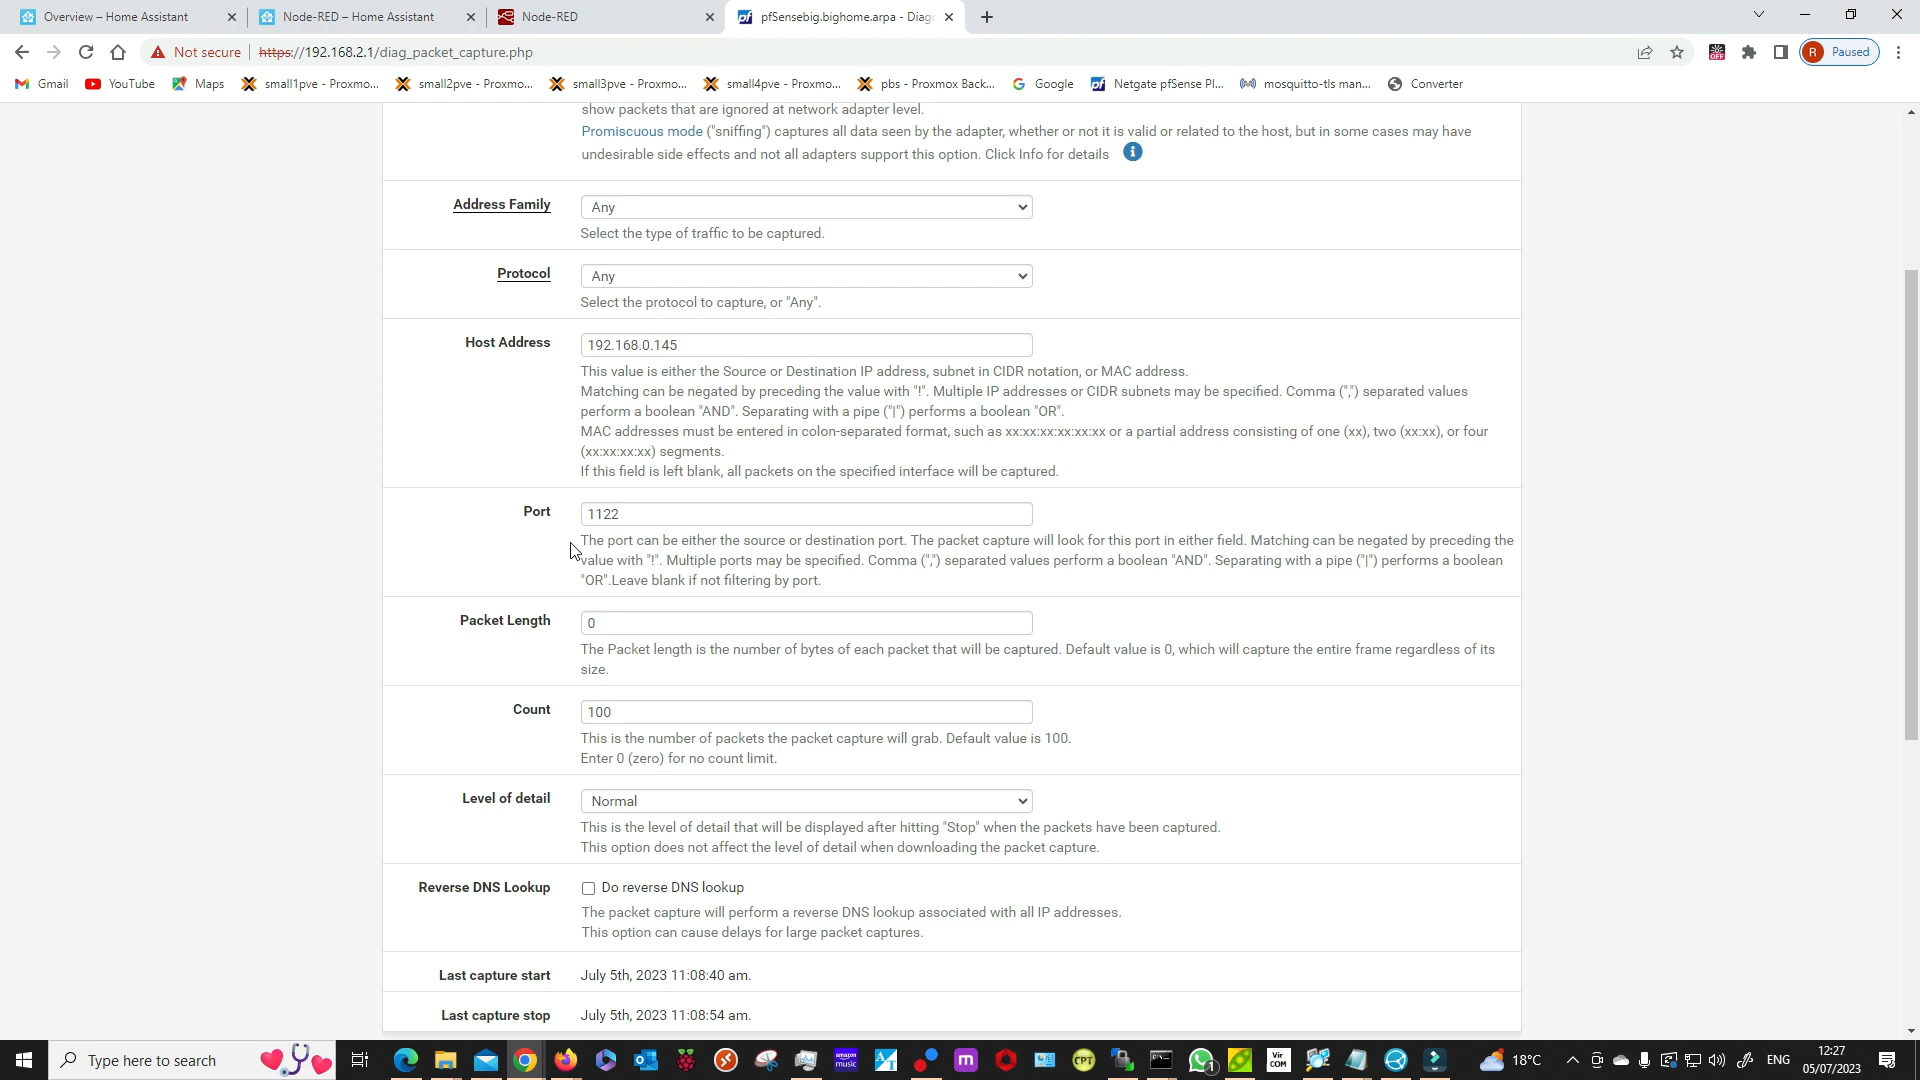 Overview – Home Assistant
Node-RED – Home Assistant
Node-RED
pfSensebig.bighome.arpa - Diag
Not secure
https://192.168.2.1/diag_packet_capture.php
OFF
R
Paused
Gmail
YouTube
Maps
small1pve - Proxmo...
small2pve - Proxmo...
small3pve - Proxmo...
small4pve - Proxmo...
pbs - Proxmox Back...
Google
Netgate pfSense Pl...
mosquitto-tls man...
Converter
show packets that are ignored at network adapter level.
Promiscuous mode ("sniffing") captures all data seen by the adapter, whether or not it is valid or related to the host, but in some cases may have
undesirable side effects and not all adapters support this option. Click Info for details
Address Family
Any
Select the type of traffic to be captured.
Protocol
Any
Select the protocol to capture, or "Any".
Host Address
192.168.0.145
This value is either the Source or Destination IP address, subnet in CIDR notation, or MAC address.
Matching can be negated by preceding the value with "!". Multiple IP addresses or CIDR subnets may be specified. Comma (",") separated values
perform a boolean "AND". Separating with a pipe ("|") performs a boolean "OR".
MAC addresses must be entered in colon-separated format, such as xx:xx:xx:xx:xx:xx or a partial address consisting of one (xx), two (xx:xx), or four
(xx:xx:xx:xx) segments.
If this field is left blank, all packets on the specified interface will be captured.
Port
1122
The port can be either the source or destination port. The packet capture will look for this port in either field. Matching can be negated by preceding the
value with "!". Multiple ports may be specified. Comma (",") separated values perform a boolean "AND". Separating with a pipe ("|") performs a boolean
"OR".Leave blank if not filtering by port.
Packet Length
0
The Packet length is the number of bytes of each packet that will be captured. Default value is 0, which will capture the entire frame regardless of its
size.
Count
100
This is the number of packets the packet capture will grab. Default value is 100.
Enter 0 (zero) for no count limit.
Level of detail
Normal
This is the level of detail that will be displayed after hitting "Stop" when the packets have been captured.
This option does not affect the level of detail when downloading the packet capture.
Reverse DNS Lookup
Do reverse DNS lookup
The packet capture will perform a reverse DNS lookup associated with all IP addresses.
This option can cause delays for large packet captures.
Last capture start
July 5th, 2023 11:08:40 am.
Last capture stop
July 5th, 2023 11:08:54 am.
Type here to search
18°C
ENG
12:27
05/07/2023